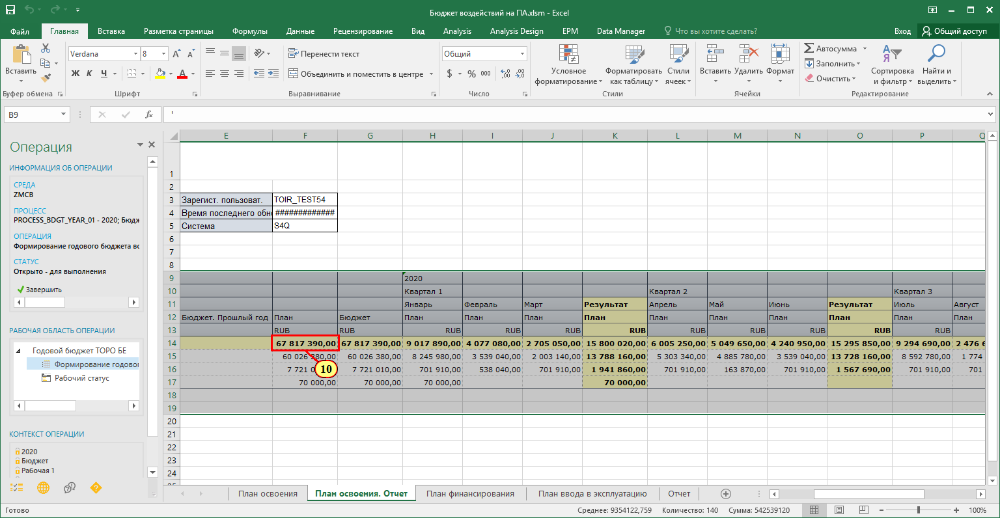 Бюджет воздействий на ПА.xlsm - Excel
Файл Главная Вставка Разметка страницы Формулы Данные Рецензирование Вид Analysis Analysis Design EPM Data Manager Что вы хотите сделать? Вход Общий доступ
Вставить
Буфер обмена
Verdana 8
Ж К Ч
Шрифт
Перенести текст
Объединить и поместить в центре
Выравнивание
Общий
$ % 000
Число
Условное форматирование
Форматировать как таблицу
Стили ячеек
Стили
Вставить Удалить Формат
Ячейки
Автосумма
Заполнить
Очистить
Сортировка и фильтр
Найти и выделить
Редактирование
B9 fx '
Операция
ИНФОРМАЦИЯ ОБ ОПЕРАЦИИ
СРЕДА
ZMCB
ПРОЦЕСС
PROCESS_BDGT_YEAR_01 - 2020; Бюдж
ОПЕРАЦИЯ
Формирование годового бюджета вс
СТАТУС
Открыто - для выполнения
Завершить
РАБОЧАЯ ОБЛАСТЬ ОПЕРАЦИИ
Годовой бюджет ТОРО БЕ
Формирование годово
Рабочий статус
КОНТЕКСТ ОПЕРАЦИИ
2020
Бюджет
Рабочая 1
E F G H I J K L M N O P Q
1
2
3 Зарегист. пользоват. TOIR_TEST54
4 Время последнего обн #############
5 Система S4Q
6
7
8
9 2020
10 Квартал 1 Квартал 2 Квартал 3
11 Январь Февраль Март Результат Апрель Май Июнь Результат Июль Август
12 Бюджет. Прошлый год План Бюджет План План План План План План План План План План
13 RUB RUB RUB RUB RUB RUB RUB RUB RUB RUB RUB
14 67 817 390,00 67 817 390,00 9 017 890,00 4 077 080,00 2 705 050,00 15 800 020,00 6 005 250,00 5 049 650,00 4 240 950,00 15 295 850,00 9 294 690,00 2 476 6
15 60 026 380,00 60 026 380,00 8 245 980,00 3 539 040,00 2 003 140,00 13 788 160,00 5 303 340,00 4 885 780,00 3 539 040,00 13 728 160,00 8 592 780,00 1 774
16 7 721 0 ,00 7 721 010,00 701 910,00 538 040,00 701 910,00 1 941 860,00 701 910,00 163 870,00 701 910,00 1 567 690,00 701 910,00 701
10
17 70 000,00 70 000,00 70 000,00 70 000,00
18
19
20
21
22
23
24
План освоения План освоения. Отчет План финансирования План ввода в эксплуатацию Отчет
Готово Среднее: 9354122,759 Количество: 140 Сумма: 542539120 100%